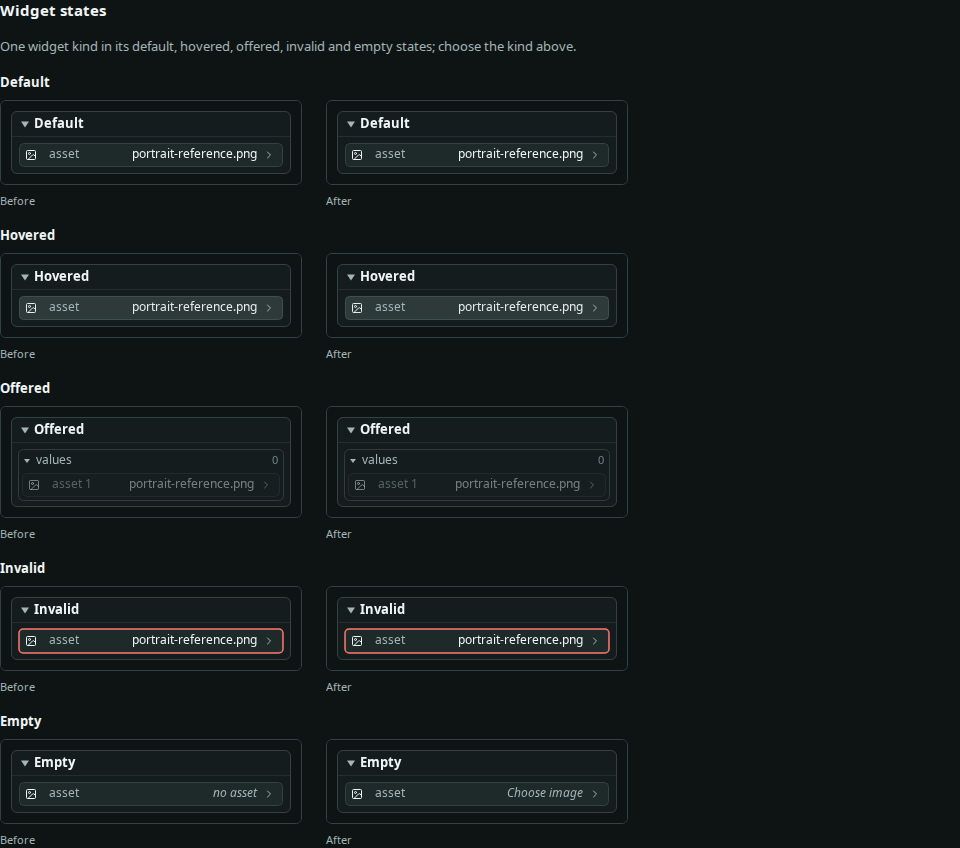 Widget states
One widget kind in its default, hovered, offered, invalid and empty states; choose the kind above.
Default
Default
asset portrait-reference.png
Before
Default
asset portrait-reference.png
After
Hovered
Hovered
asset portrait-reference.png
Before
Hovered
asset portrait-reference.png
After
Offered
Offered
values 0
asset 1 portrait-reference.png
Before
Offered
values 0
asset 1 portrait-reference.png
After
Invalid
Invalid
asset portrait-reference.png
Before
Invalid
asset portrait-reference.png
After
Empty
Empty
asset no asset
Before
Empty
asset Choose image
After